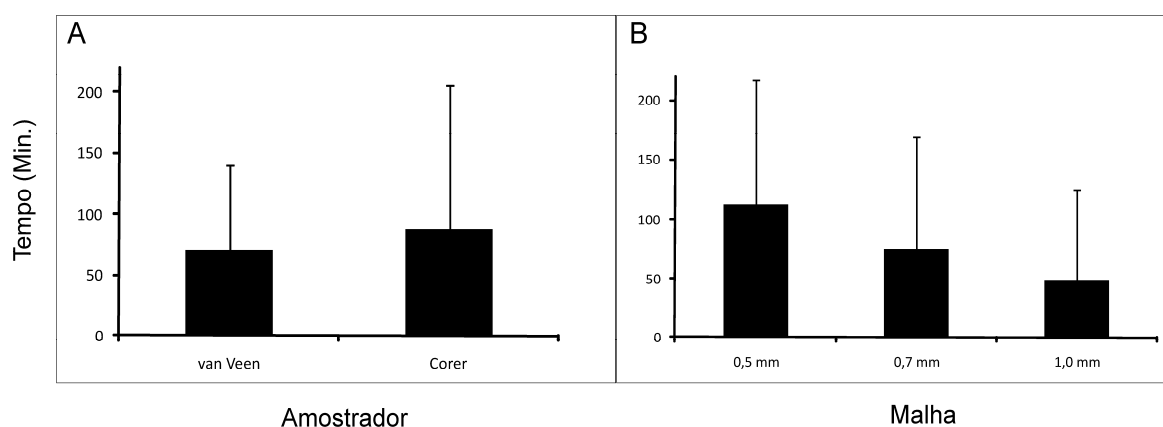 A
Tempo (Min.)
200
150
100
50
0
van Veen
Corer
Amostrador
B
200
150
100
50
0
0,5 mm
0,7 mm
1,0 mm
Malha